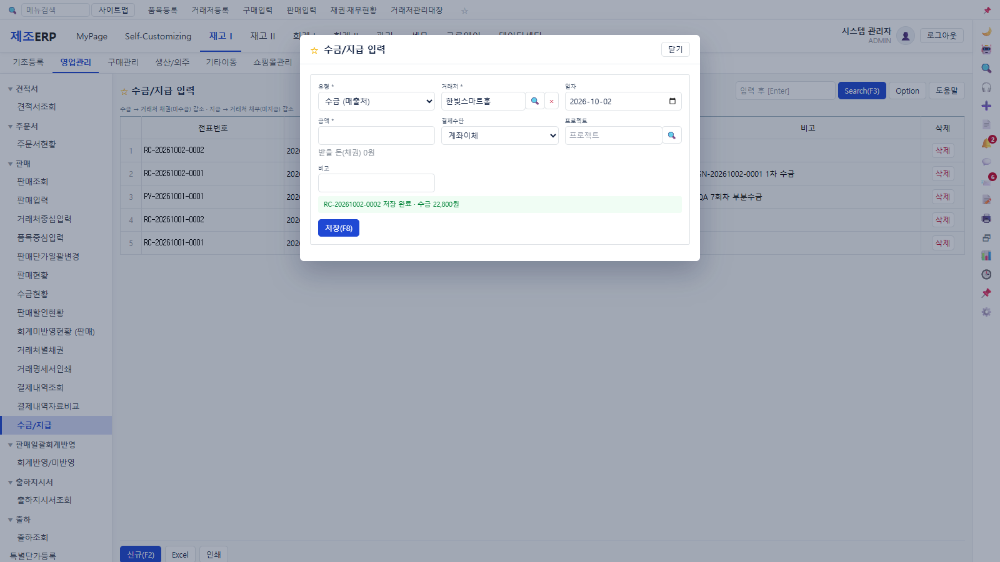 메뉴검색
사이트맵
품목등록
거래처등록
구매입력
판매입력
채권·채무현황
거래처관리대장
제조ERP
MyPage
Self-Customizing
재고 I
재고 II
시스템 관리자
ADMIN
로그아웃
기초등록
영업관리
구매관리
생산/외주
기타이동
쇼핑몰관리
견적서
견적서조회
주문서
주문서현황
판매
판매조회
판매입력
거래처중심입력
품목중심입력
판매단가일괄변경
판매현황
수금현황
판매할인현황
회계미반영현황 (판매)
거래처별채권
거래명세서인쇄
결제내역조회
결제내역자료비교
수금/지급
판매일괄회계반영
회계반영/미반영
출하지시서
출하지시서조회
출하
출하조회
특별단가등록
수금/지급 입력
입력 후 [Enter]
Search(F3)
Option
도움말
수금 → 거래처 채권(미수금) 감소 · 지급 → 거래처 채무(미지급) 감소
전표번호
비고
삭제
1
RC-20261002-0002
삭제
2
RC-20261002-0001
SN-20261002-0001 1차 수금
삭제
3
PY-20261001-0001
QA 7회차 부분수금
삭제
4
RC-20261001-0002
삭제
5
RC-20261001-0001
삭제
신규(F2)
Excel
인쇄
수금/지급 입력
닫기
유형 *
거래처 *
일자
수금 (매출처)
한빛스마트홈
×
2026-10-02
금액 *
결제수단
프로젝트
계좌이체
프로젝트
받을 돈(채권) 0원
비고
RC-20261002-0002 저장 완료 · 수금 22,800원
저장(F8)
2
6